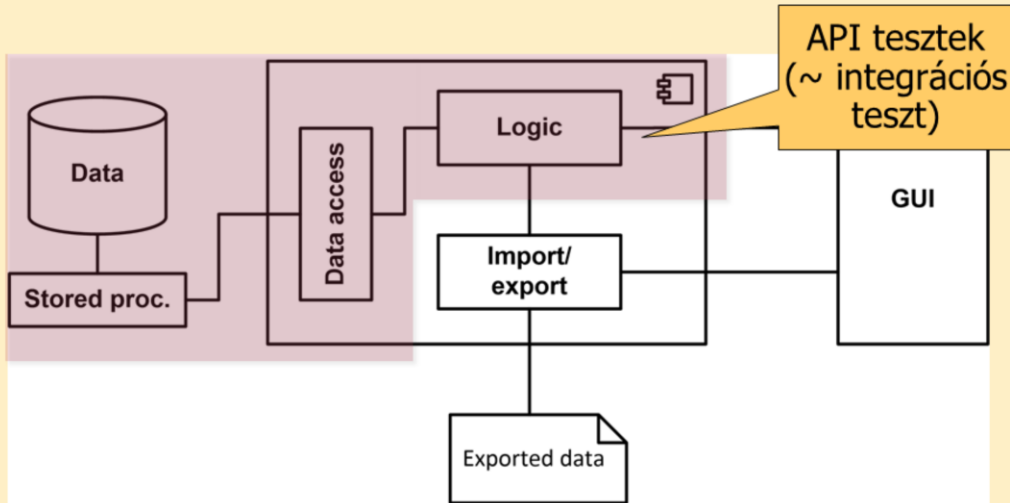 API tesztek
(~ integrációs
teszt)
Logic
Data
Data access
GUI
Import/
export
Stored proc.
Exported data